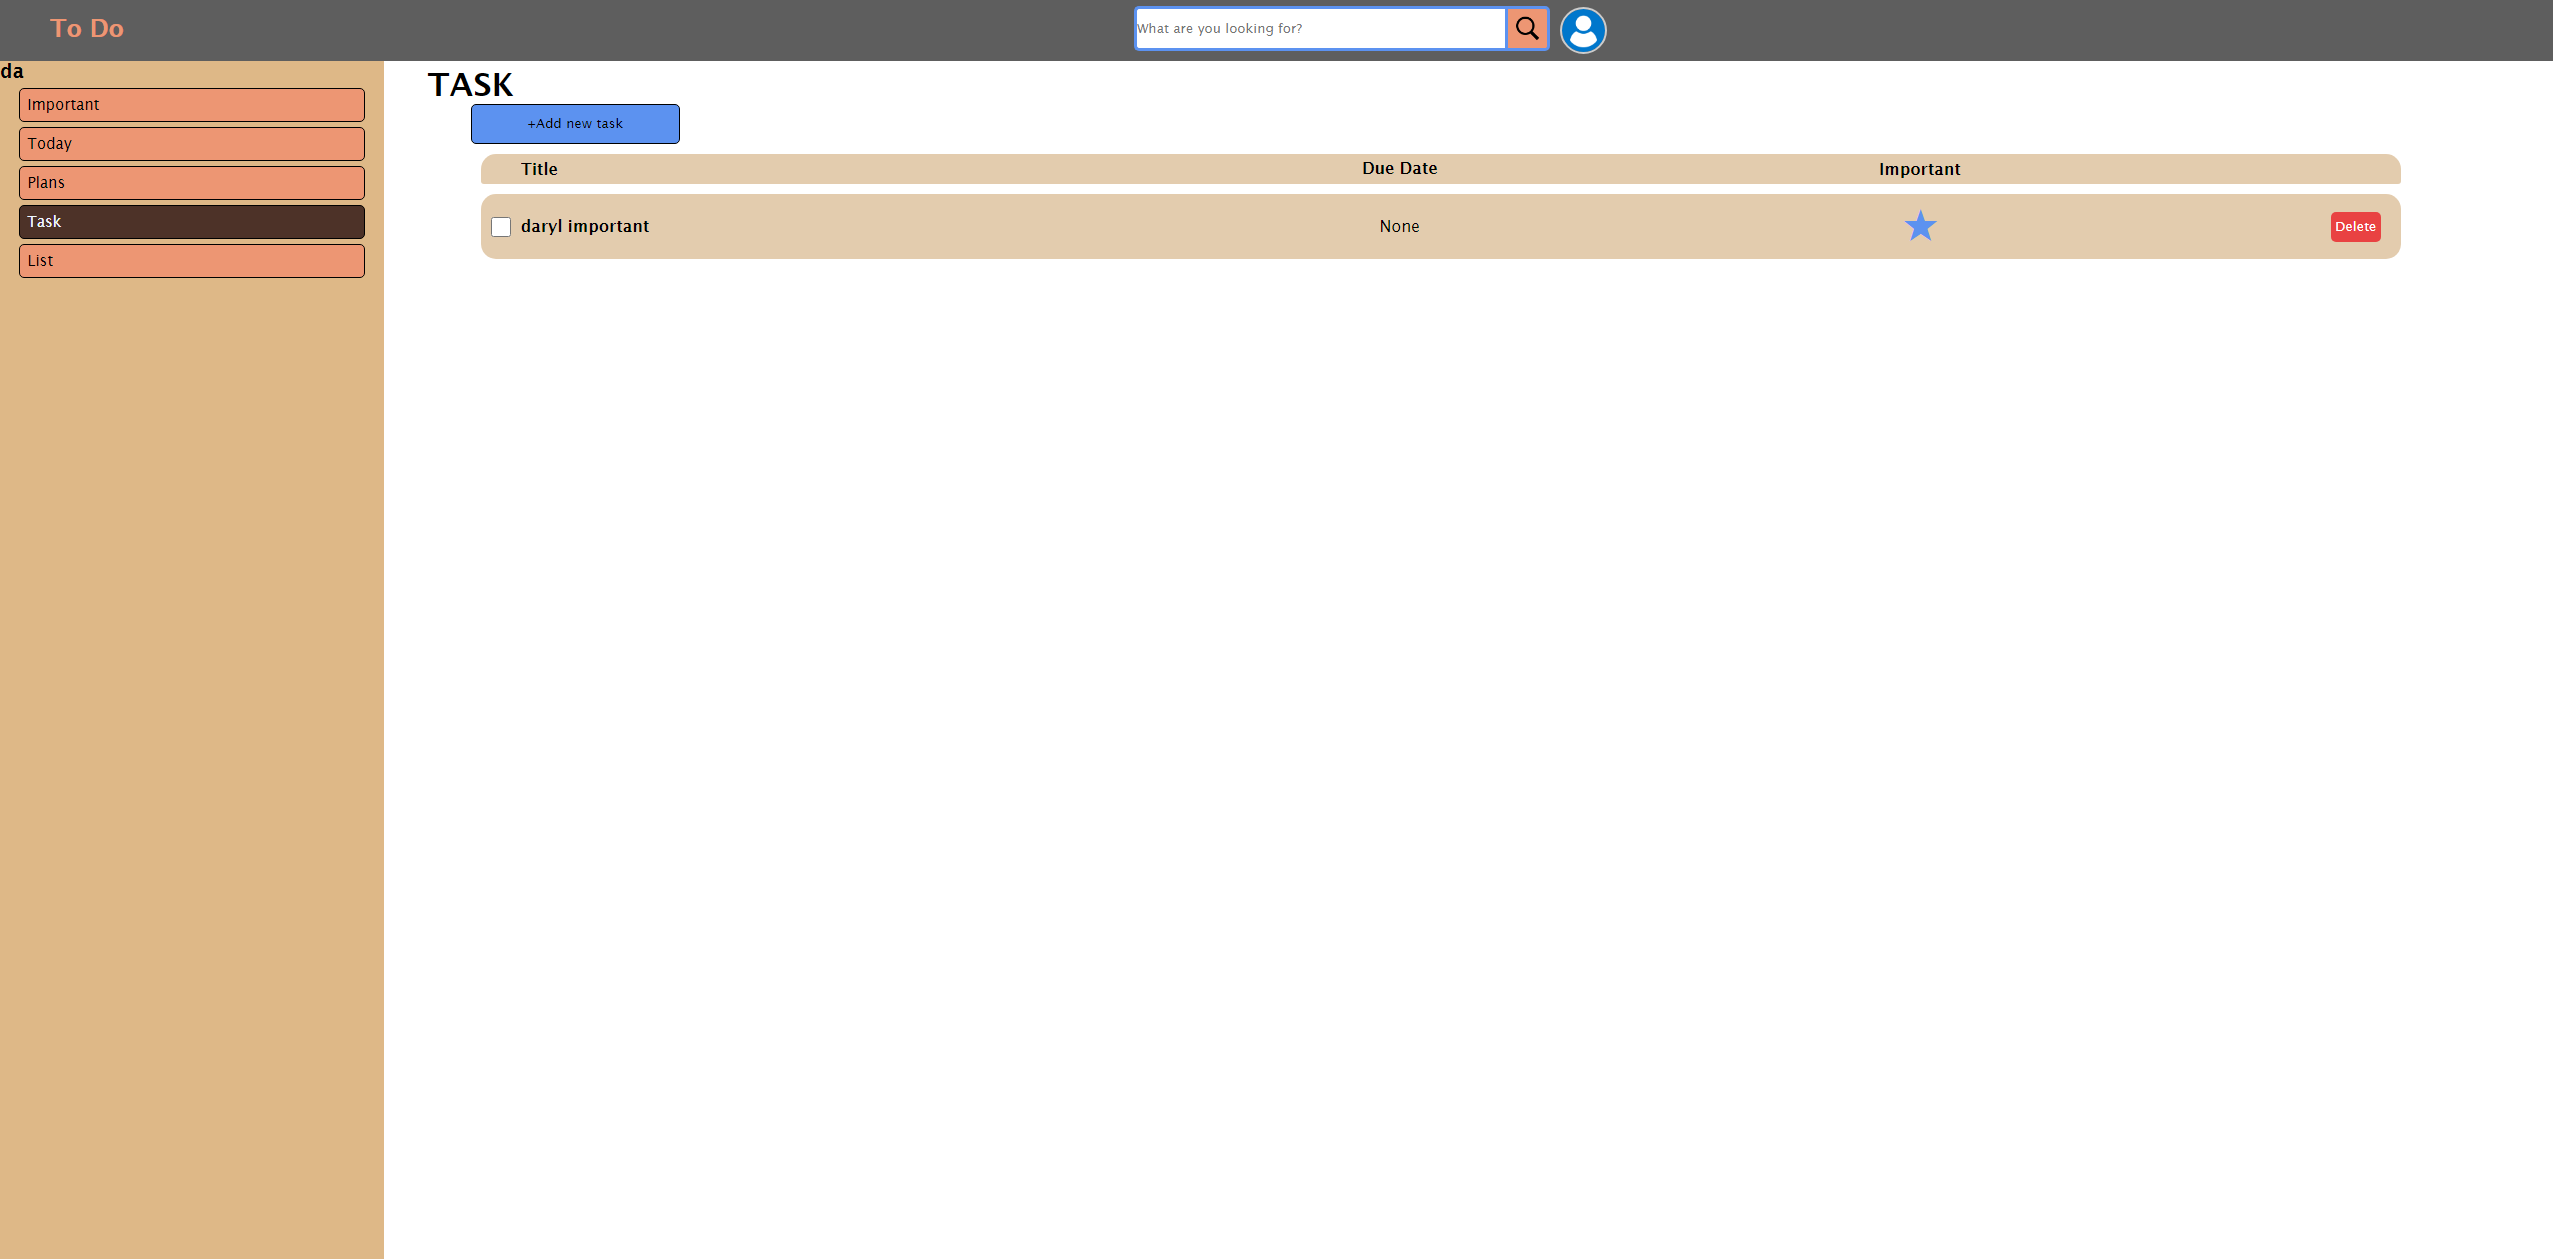 To Do
What are you looking for?
da
Important
Today
Plans
Task
List
TASK
+Add new task
Title Due Date Important
daryl important None Delete